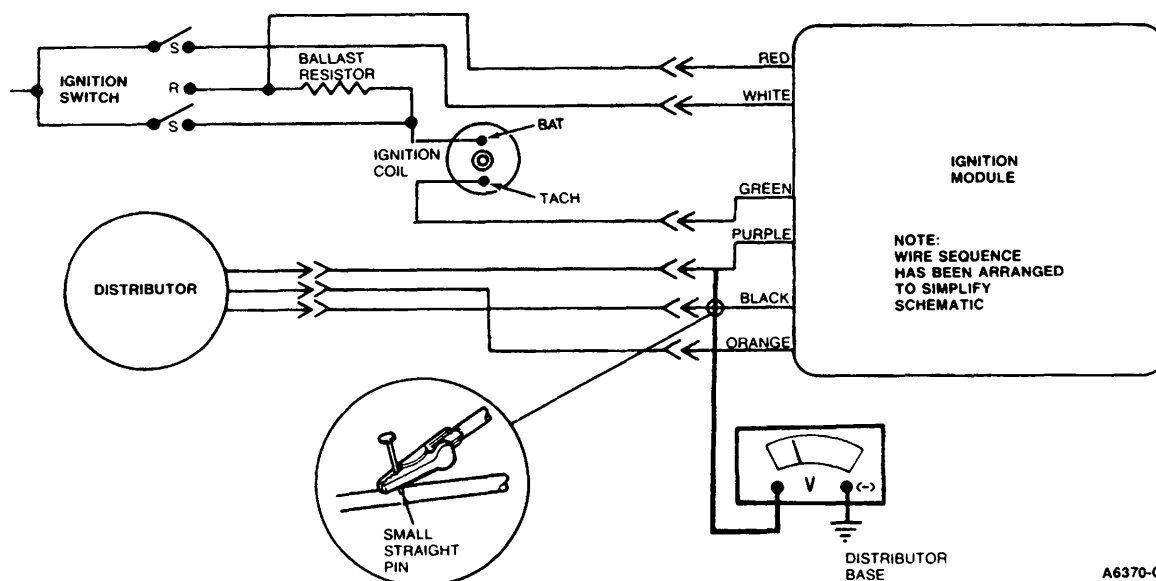 IGNITION
SWITCH
S
R
S
BALLAST
RESISTOR
IGNITION
COIL
BAT
TACH
RED
WHITE
GREEN
PURPLE
BLACK
ORANGE
IGNITION
MODULE
NOTE:
WIRE SEQUENCE
HAS BEEN ARRANGED
TO SIMPLIFY
SCHEMATIC
DISTRIBUTOR
SMALL
STRAIGHT
PIN
V
(-)
DISTRIBUTOR
BASE